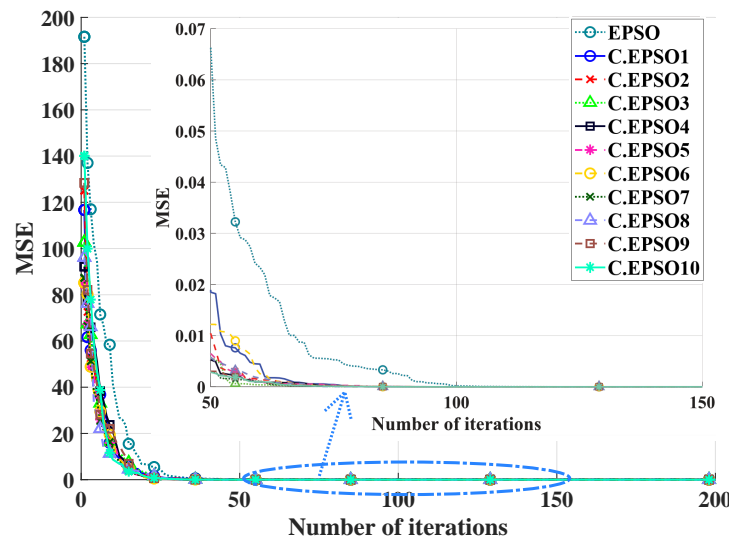 200
180
160
140
120
100
80
60
40
20
0
MSE
0
50
100
150
200
Number of iterations
0.07
0.06
0.05
0.04
0.03
0.02
0.01
0
MSE
50
100
150
Number of iterations
EPSO
C.EPSO1
C.EPSO2
C.EPSO3
C.EPSO4
C.EPSO5
C.EPSO6
C.EPSO7
C.EPSO8
C.EPSO9
C.EPSO10